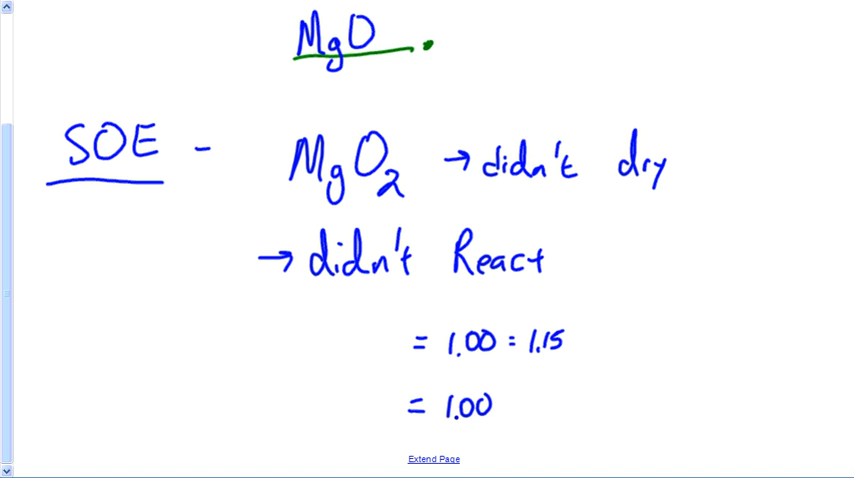 MgO.
SOE - MgO₂ → didn't dry
→ didn't React
= 1.00 : 1.15
= 1.00
Extend Page